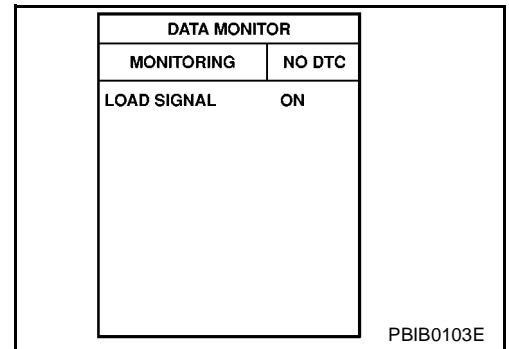 DATA MONITOR
MONITORING NO DTC
LOAD SIGNAL ON
PBIB0103E